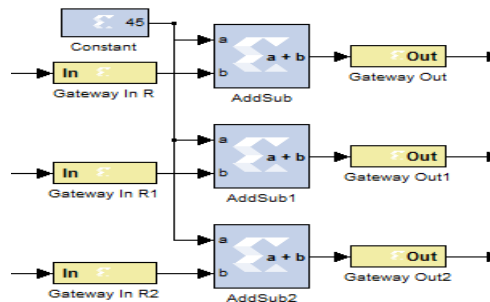 45
Constant
a
b
a + b
AddSub
In
Gateway In R
Out
Gateway Out
a
b
a + b
AddSub1
In
Gateway In R1
Out
Gateway Out1
a
b
a + b
AddSub2
In
Gateway In R2
Out
Gateway Out2